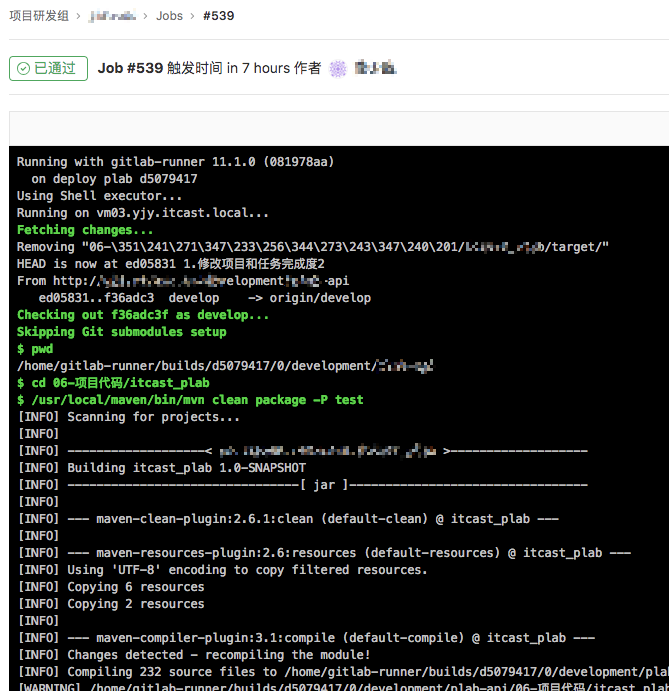 项目研发组 > > Jobs > #539
已通过 Job #539 触发时间 in 7 hours 作者
Running with gitlab-runner 11.1.0 (081978aa)
on deploy plab d5079417
Using Shell executor...
Running on vm03.yjy.itcast.local...
Fetching changes...
Removing "06-\351\241\271\347\233\256\344\273\243\347\240\201/ b/target/"
HEAD is now at ed05831 1.修改项目和任务完成度2
From http:/ -api
ed05831..f36adc3 develop -> origin/develop
Checking out f36adc3f as develop...
Skipping Git submodules setup
$ pwd
/home/gitlab-runner/builds/d5079417/0/development/
$ cd 06-项目代码/itcast_plab
$ /usr/local/maven/bin/mvn clean package -P test
[INFO] Scanning for projects...
[INFO]
[INFO] -------------------< >-------------------
[INFO] Building itcast_plab 1.0-SNAPSHOT
[INFO] --------------------------------[ jar ]---------------------------------
[INFO]
[INFO] --- maven-clean-plugin:2.6.1:clean (default-clean) @ itcast_plab ---
[INFO]
[INFO] --- maven-resources-plugin:2.6:resources (default-resources) @ itcast_plab ---
[INFO] Using 'UTF-8' encoding to copy filtered resources.
[INFO] Copying 6 resources
[INFO] Copying 2 resources
[INFO]
[INFO] --- maven-compiler-plugin:3.1:compile (default-compile) @ itcast_plab ---
[INFO] Changes detected - recompiling the module!
[INFO] Compiling 232 source files to /home/gitlab-runner/builds/d5079417/0/development/pla
[WARNING] /home/gitlab-runner/builds/d5079417/0/development/plab-api/06-项目代码/itcast_pla